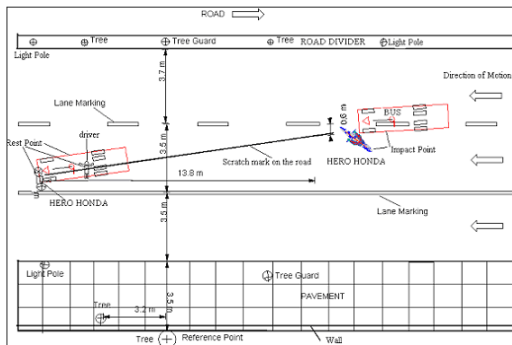 ROAD
Tree
Tree Guard
Tree
ROAD DIVIDER
Light Pole
Light Pole
3.7 m
Direction of Motion
Lane Marking
BUS
0.9 m
driver
3.5 m
Rest Point
Scratch mark on the road
Impact Point
HERO HONDA
13.8 m
HERO HONDA
m
3.5 m
Lane Marking
Light Pole
Tree Guard
3.5 m
PAVEMENT
Tree
3.2 m
Tree
Reference Point
Wall